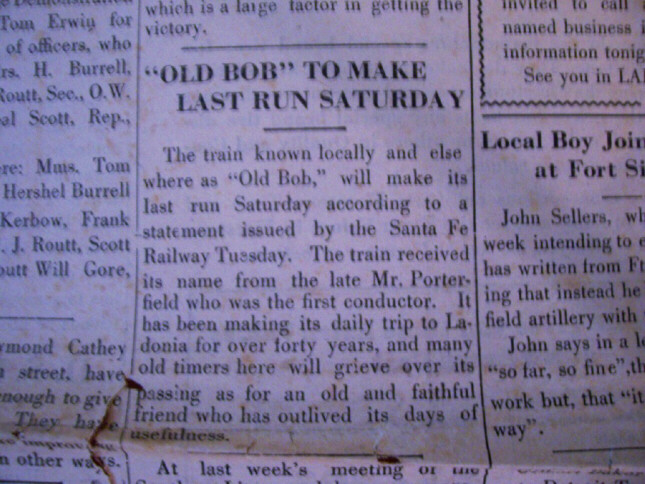 Tom Erwin for
of officers, who
rs. H. Burrell,
Routt, Sec., O.W.
el Scott, Rep.,
ere: Mms. Tom
Hershel Burrell
Kerbow, Frank
. J. Routt, Scott
outt Will Gore,
ymond Cathey
street, have
enough to give
They have
n other ways.
which is a large factor in getting the
victory.
"OLD BOB" TO MAKE
LAST RUN SATURDAY
The train known locally and else
where as "Old Bob," will make its
last run Saturday according to a
statement issued by the Santa Fe
Railway Tuesday. The train received
its name from the late Mr. Porter-
field who was the first conductor. It
has been making its daily trip to La-
donia for over forty years, and many
old timers here will grieve over its
passing as for an old and faithful
friend who has outlived its days of
usefulness.
At last week's meeting of the
invited to call
named business i
information tonig
See you in LA
Local Boy Join
at Fort Si
John Sellers, wh
week intending to e
has written from Ft
ing that instead he
field artillery with
John says in a le
"so far, so fine", th
work but, that "it
way".